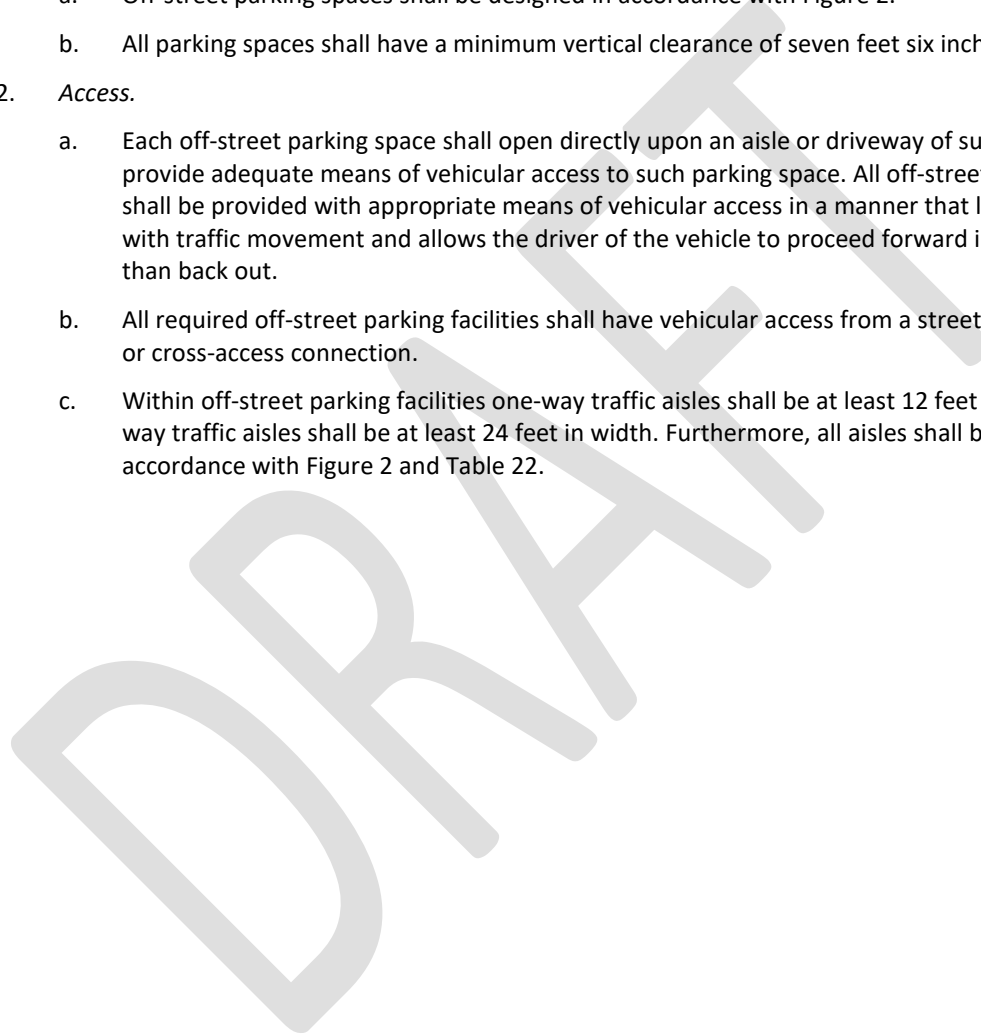 a. Off-street parking spaces shall be designed in accordance with Figure 2.
b. All parking spaces shall have a minimum vertical clearance of seven feet six
2. Access.
a. Each off-street parking space shall open directly upon an aisle or driveway of
provide adequate means of vehicular access to such parking space. All
shall be provided with appropriate means of vehicular access in a manner that
with traffic movement and allows the driver of the vehicle to proceed forward
than back out.
b. All required off-street parking facilities shall have vehicular access from a street
or cross-access connection.
c. Within off-street parking facilities one-way traffic aisles shall be at least 12 feet
way traffic aisles shall be at least 24 feet in width. Furthermore, all aisles shall
accordance with Figure 2 and Table 22.
DRAFT